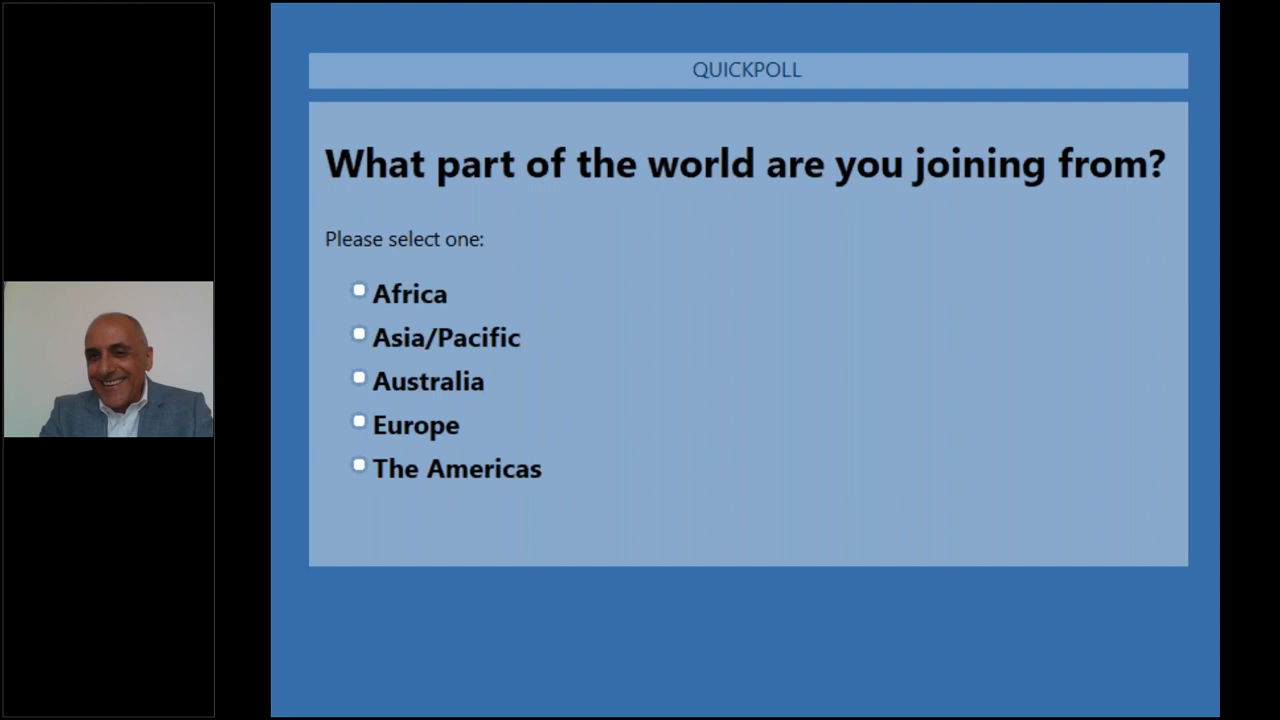 QUICKPOLL
What part of the world are you joining from?
Please select one:
Africa
Asia/Pacific
Australia
Europe
The Americas